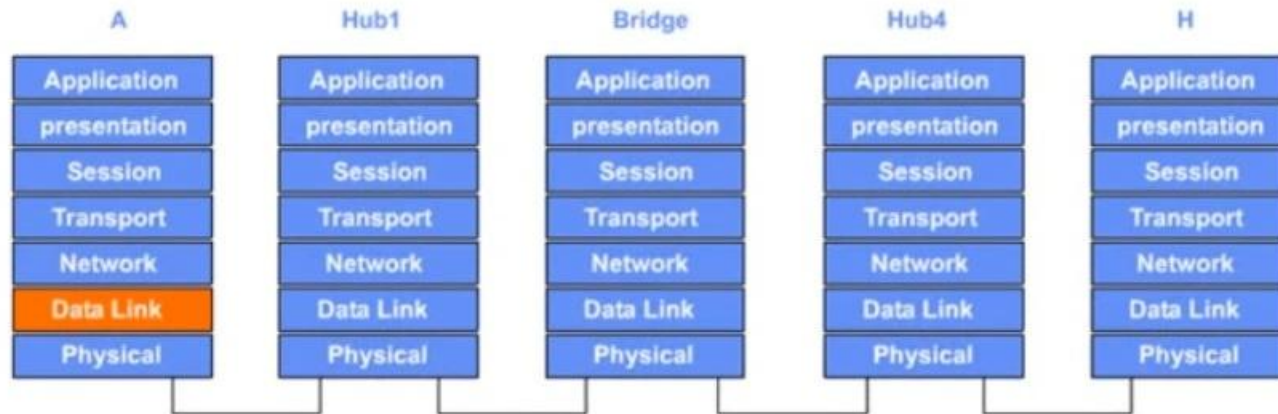 A Hub1 Bridge Hub4 H
Application Application Application Application Application
presentation presentation presentation presentation presentation
Session Session Session Session Session
Transport Transport Transport Transport Transport
Network Network Network Network Network
Data Link Data Link Data Link Data Link Data Link
Physical Physical Physical Physical Physical